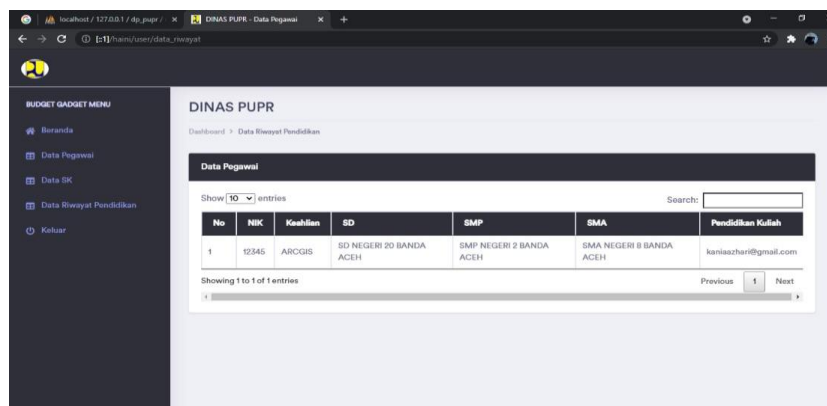 localhost / 127.0.0.1 / dp_pupr /
DINAS PUPR - Data Pegawai
[::1]/haini/user/data_riwayat
BUDGET GADGET MENU
Beranda
Data Pegawai
Data SK
Data Riwayat Pendidikan
Keluar
DINAS PUPR
Dashboard > Data Riwayat Pendidikan
Data Pegawai
Show 10 entries
Search:
No NIK Keahlian SD SMP SMA Pendidikan Kuliah
1 12345 ARCGIS SD NEGERI 20 BANDA ACEH SMP NEGERI 2 BANDA ACEH SMA NEGERI 8 BANDA ACEH kaniaazhari@gmail.com
Showing 1 to 1 of 1 entries
Previous 1 Next